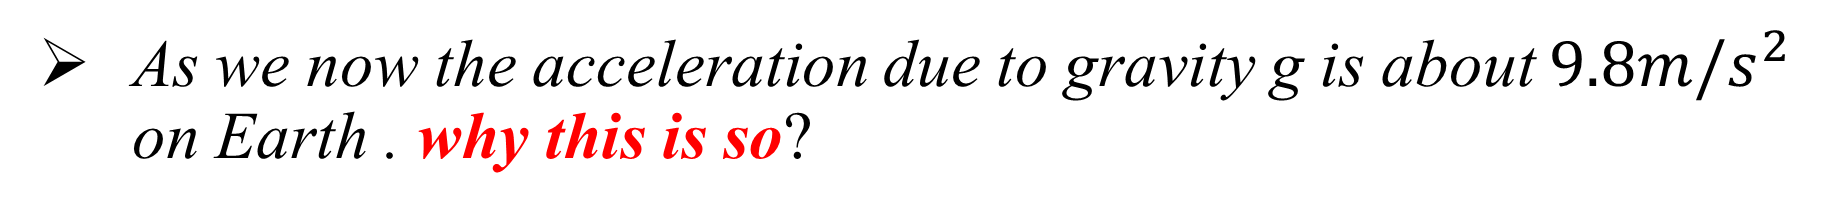 ➢ As we now the acceleration due to gravity g is about 9.8m/s²
on Earth . why this is so?